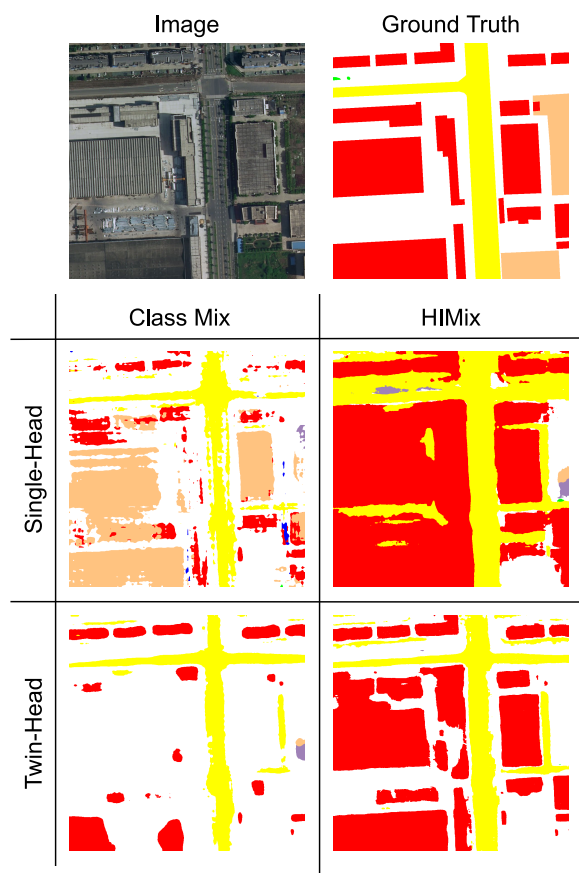 Image
Ground Truth
Class Mix
HIMix
Single-Head
Twin-Head